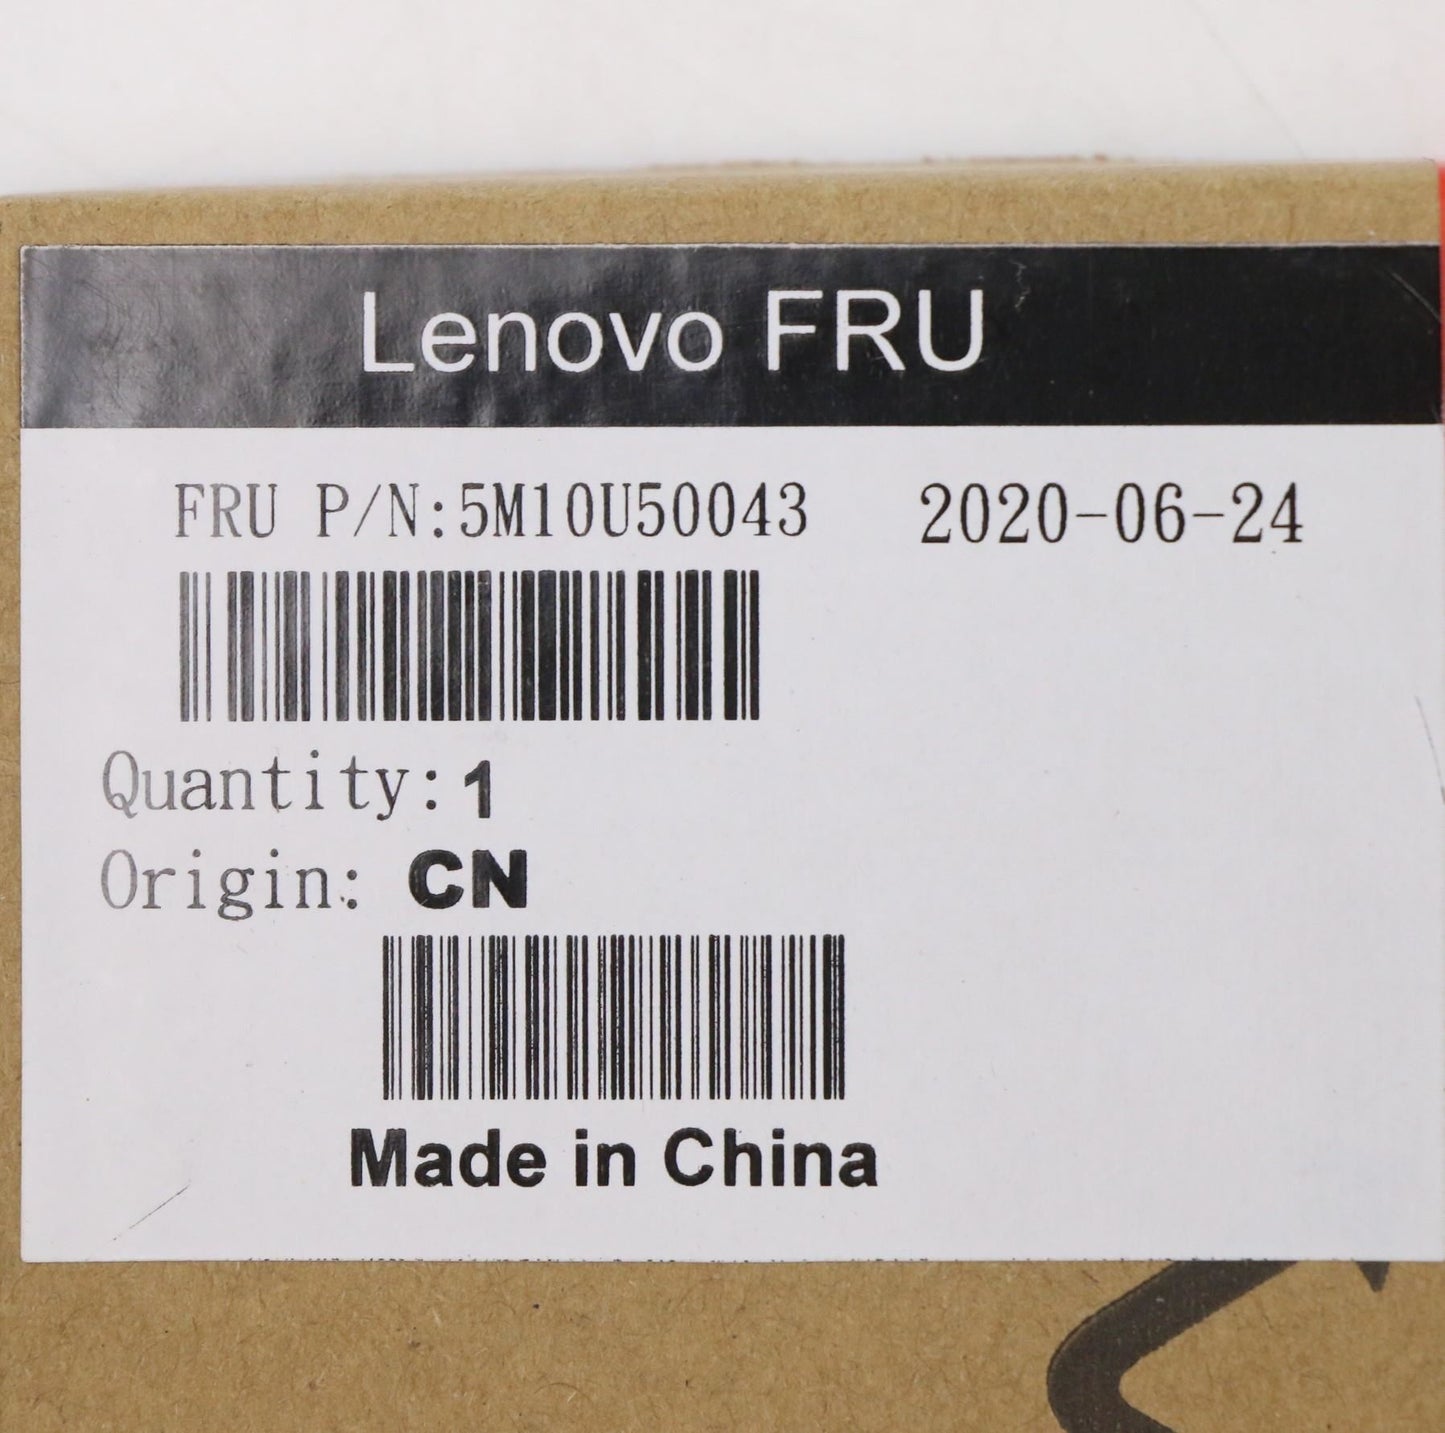 Lenovo FRU
FRU P/N:5M10U50043 2020-06-24
Quantity: 1
Origin: CN
Made in China